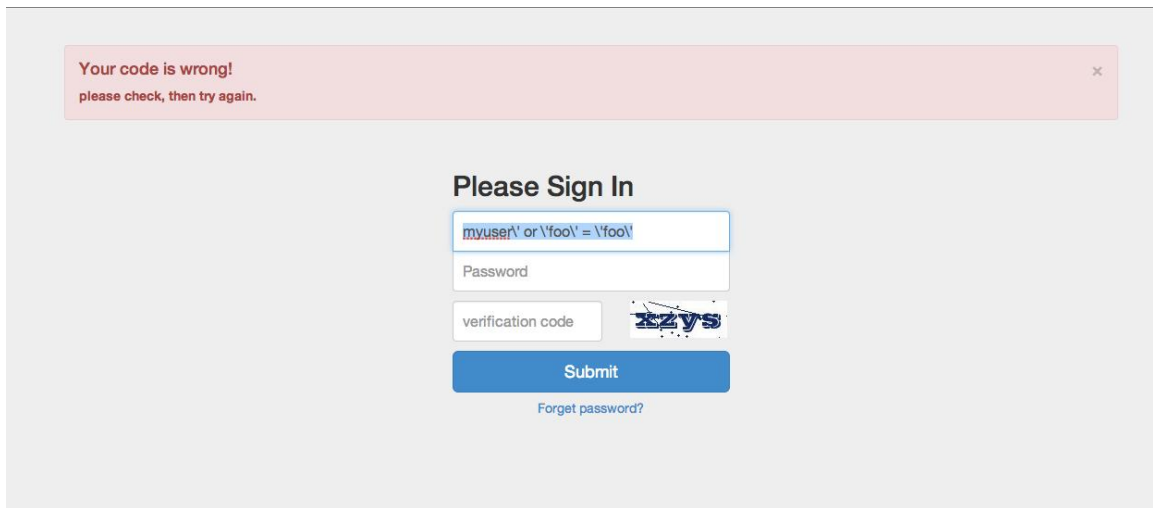 Your code is wrong!
×
please check, then try again.
Please Sign In
myuser\' or \'foo\' = \'foo\'
Password
verification code
xzys
Submit
Forget password?